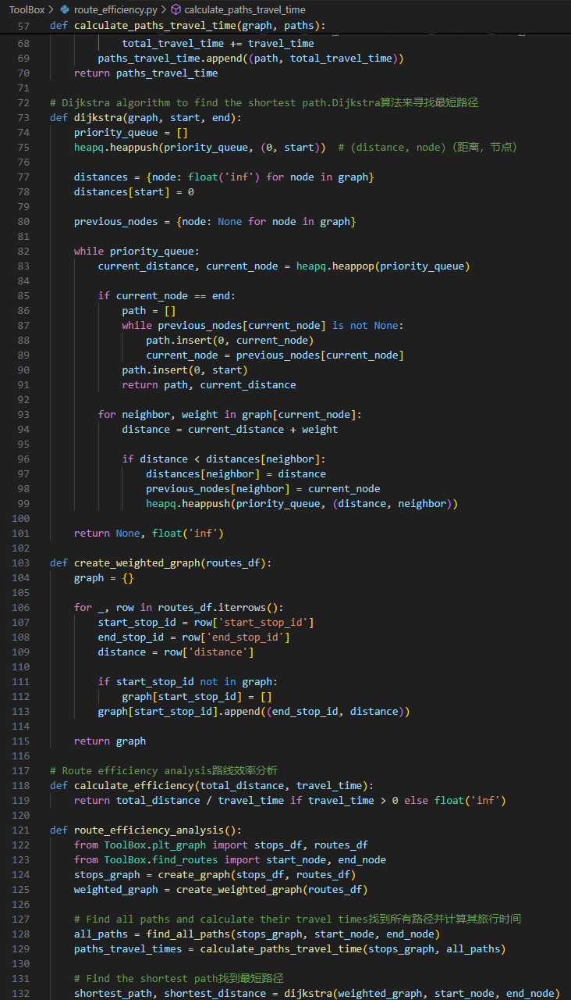 ToolBox > route_efficiency.py > calculate_paths_travel_time
57 def calculate_paths_travel_time(graph, paths):
68 total_travel_time += travel_time
69 paths_travel_time.append((path, total_travel_time))
70 return paths_travel_time
71
72 # Dijkstra algorithm to find the shortest path.Dijkstra算法来寻找最短路径
73 def dijkstra(graph, start, end):
74 priority_queue = []
75 heapq.heappush(priority_queue, (0, start))  # (distance, node)（距离，节点）
76
77 distances = {node: float('inf') for node in graph}
78 distances[start] = 0
79
80 previous_nodes = {node: None for node in graph}
81
82 while priority_queue:
83 current_distance, current_node = heapq.heappop(priority_queue)
84
85 if current_node == end:
86 path = []
87 while previous_nodes[current_node] is not None:
88 path.insert(0, current_node)
89 current_node = previous_nodes[current_node]
90 path.insert(0, start)
91 return path, current_distance
92
93 for neighbor, weight in graph[current_node]:
94 distance = current_distance + weight
95
96 if distance < distances[neighbor]:
97 distances[neighbor] = distance
98 previous_nodes[neighbor] = current_node
99 heapq.heappush(priority_queue, (distance, neighbor))
100
101 return None, float('inf')
102
103 def create_weighted_graph(routes_df):
104 graph = {}
105
106 for _, row in routes_df.iterrows():
107 start_stop_id = row['start_stop_id']
108 end_stop_id = row['end_stop_id']
109 distance = row['distance']
110
111 if start_stop_id not in graph:
112 graph[start_stop_id] = []
113 graph[start_stop_id].append((end_stop_id, distance))
114
115 return graph
116
117 # Route efficiency analysis路线效率分析
118 def calculate_efficiency(total_distance, travel_time):
119 return total_distance / travel_time if travel_time > 0 else float('inf')
120
121 def route_efficiency_analysis():
122 from ToolBox.plt_graph import stops_df, routes_df
123 from ToolBox.find_routes import start_node, end_node
124 stops_graph = create_graph(stops_df, routes_df)
125 weighted_graph = create_weighted_graph(routes_df)
126
127 # Find all paths and calculate their travel times找到所有路径并计算其旅行时间
128 all_paths = find_all_paths(stops_graph, start_node, end_node)
129 paths_travel_times = calculate_paths_travel_time(stops_graph, all_paths)
130
131 # Find the shortest path找到最短路径
132 shortest_path, shortest_distance = dijkstra(weighted_graph, start_node, end_node)